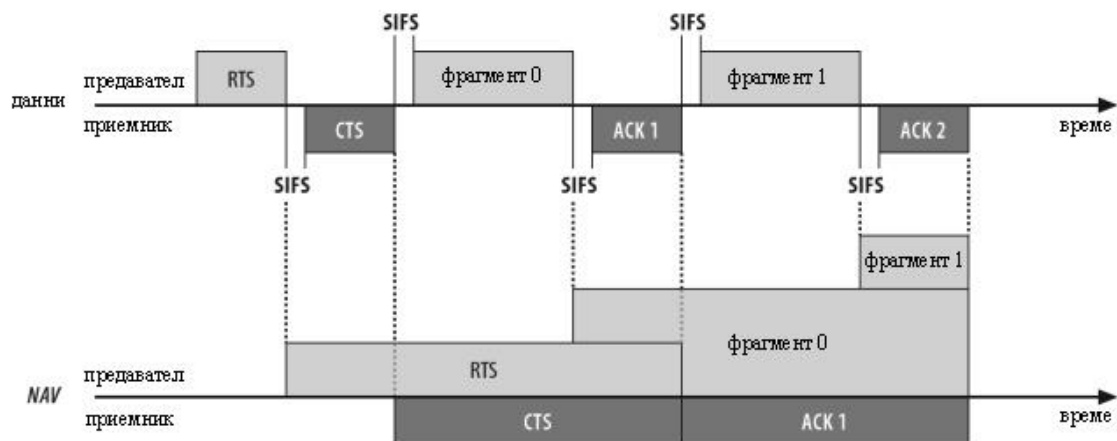 SIFS SIFS
предавател RTS фрагмент 0 фрагмент 1
данни
приемник CTS ACK 1 ACK 2 време
SIFS SIFS SIFS
фрагмент 1
фрагмент 0
предавател RTS
NAV
приемник CTS ACK 1 време